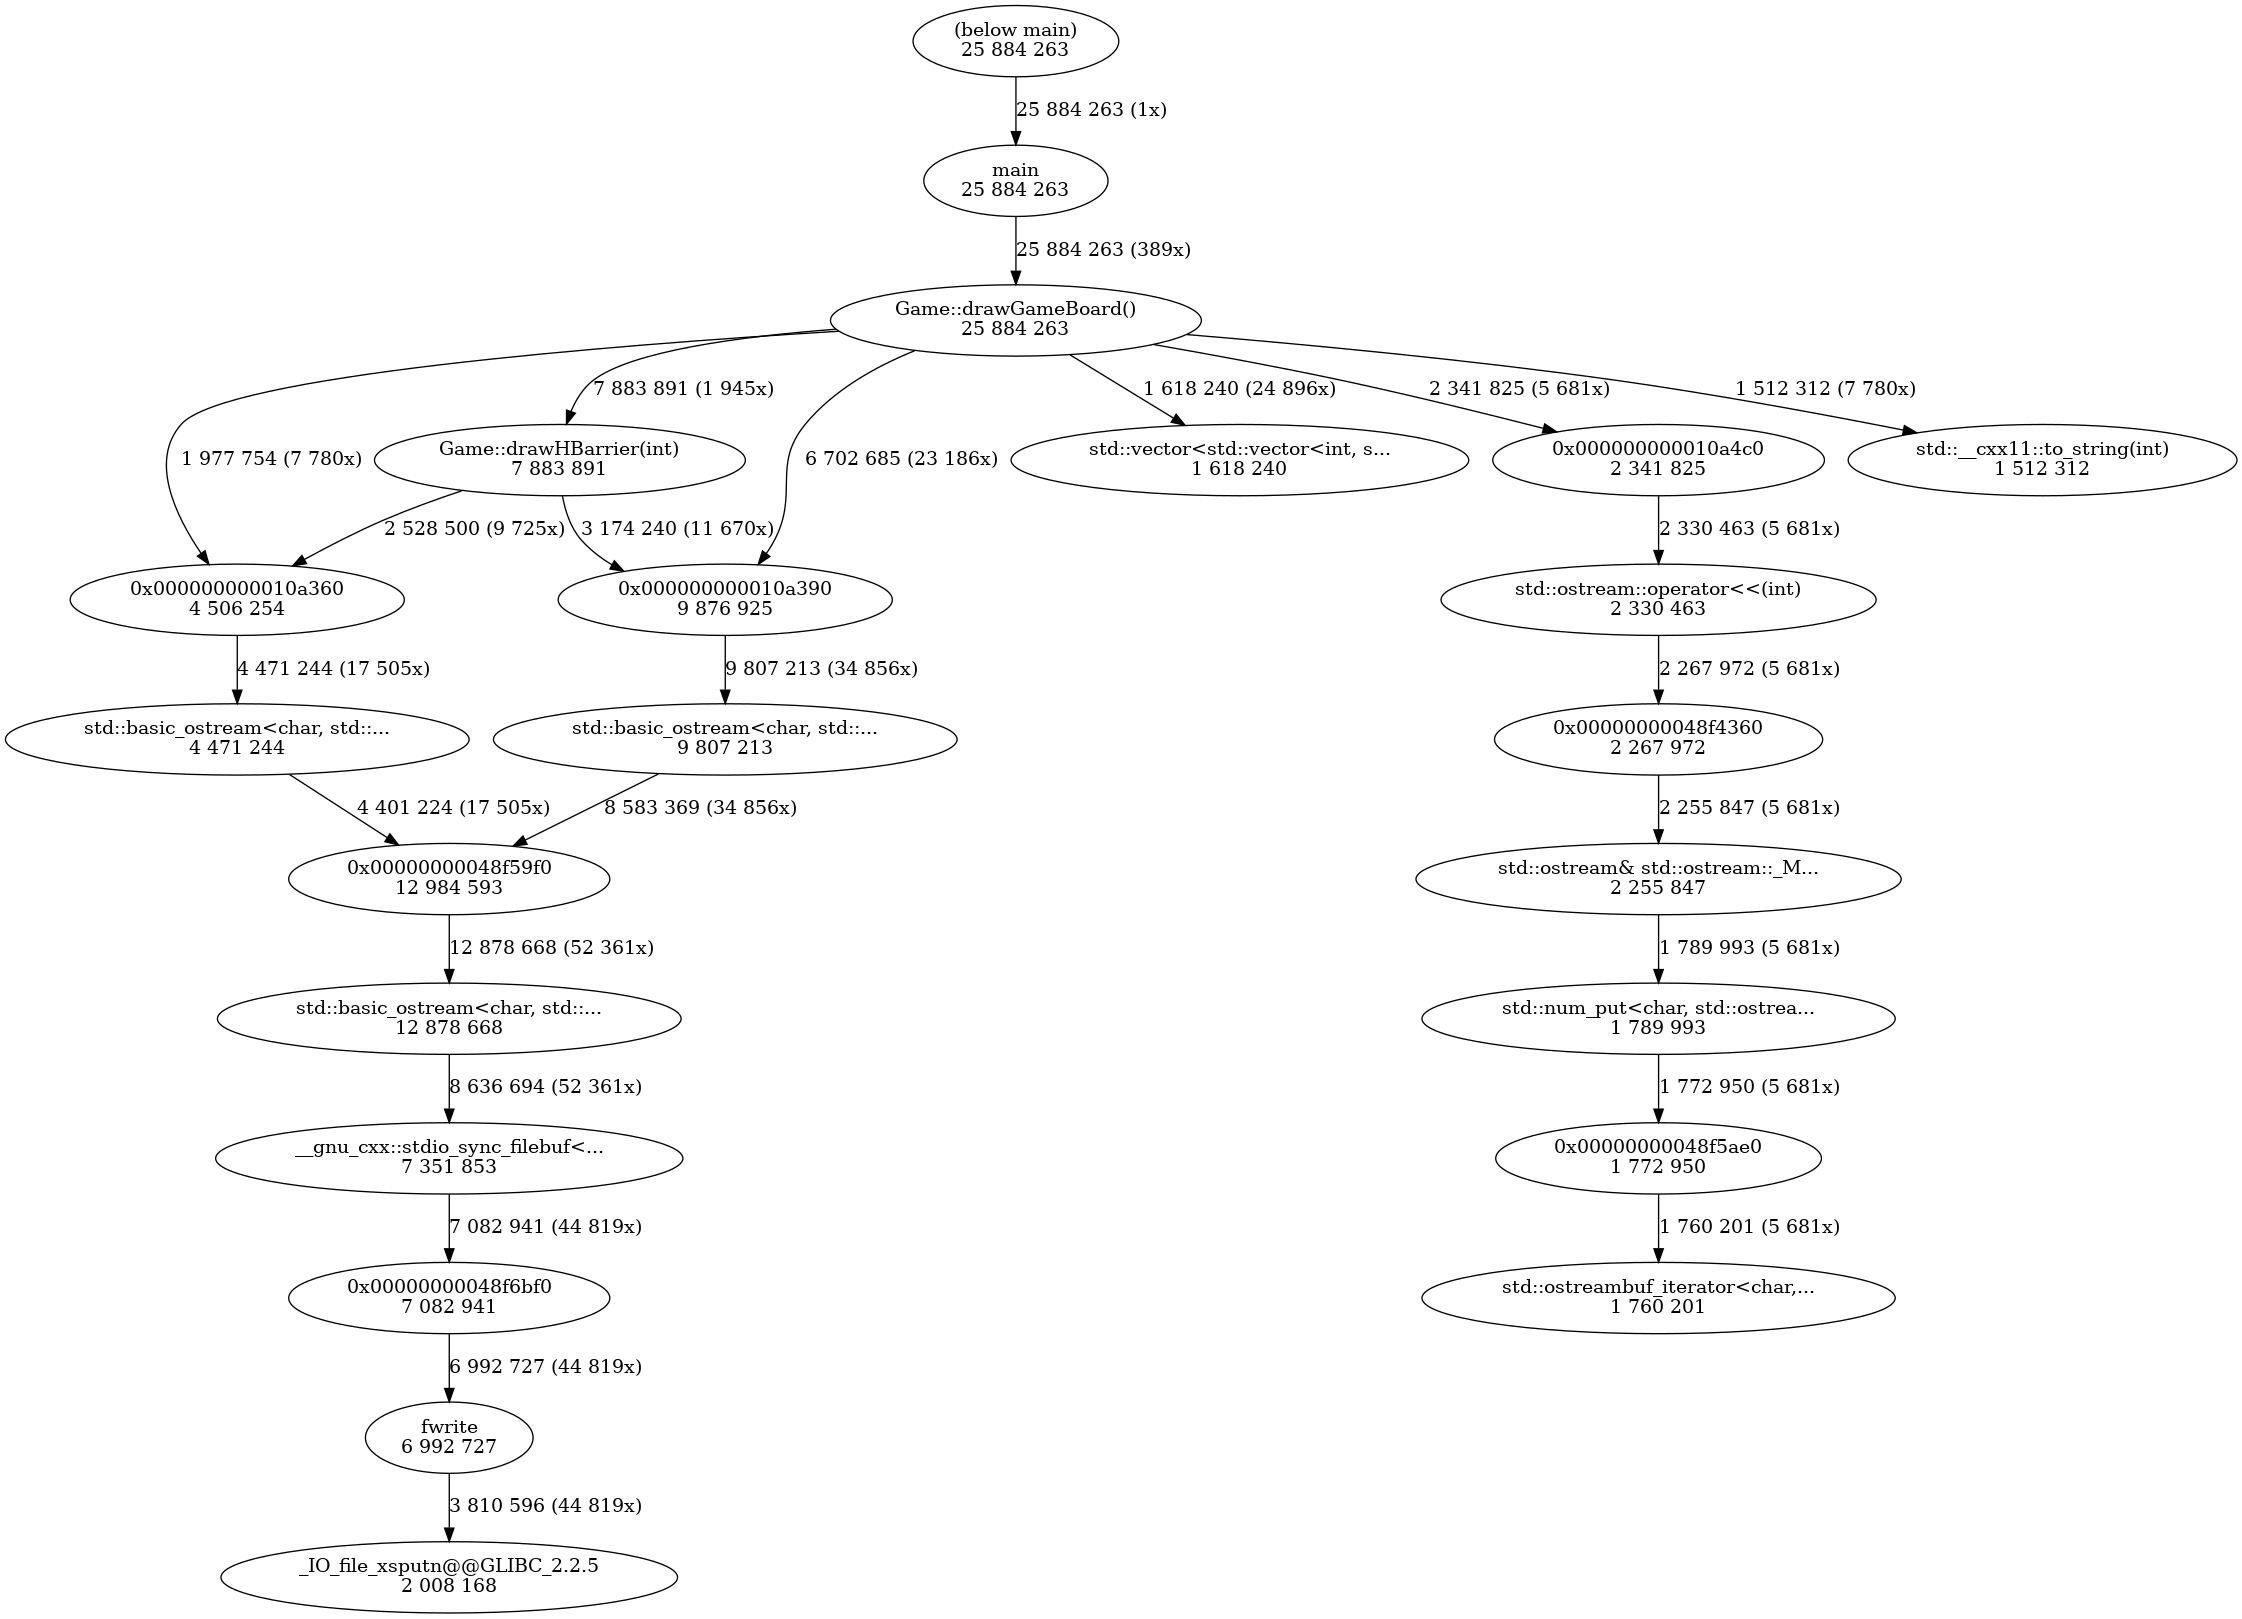 (below main)
25 884 263
25 884 263 (1x)
main
25 884 263
25 884 263 (389x)
Game::drawGameBoard()
25 884 263
7 883 891 (1 945x)
1 618 240 (24 896x)
2 341 825 (5 681x)
1 512 312 (7 780x)
1 977 754 (7 780x)
Game::drawHBarrier(int)
7 883 891
6 702 685 (23 186x)
std::vector<std::vector<int, s...
1 618 240
0x000000000010a4c0
2 341 825
std::__cxx11::to_string(int)
1 512 312
2 528 500 (9 725x)
3 174 240 (11 670x)
2 330 463 (5 681x)
0x000000000010a360
4 506 254
0x000000000010a390
9 876 925
std::ostream::operator<<(int)
2 330 463
4 471 244 (17 505x)
9 807 213 (34 856x)
2 267 972 (5 681x)
std::basic_ostream<char, std::...
4 471 244
std::basic_ostream<char, std::...
9 807 213
0x00000000048f4360
2 267 972
4 401 224 (17 505x)
8 583 369 (34 856x)
2 255 847 (5 681x)
0x00000000048f59f0
12 984 593
std::ostream& std::ostream::_M...
2 255 847
12 878 668 (52 361x)
1 789 993 (5 681x)
std::basic_ostream<char, std::...
12 878 668
std::num_put<char, std::ostrea...
1 789 993
8 636 694 (52 361x)
1 772 950 (5 681x)
__gnu_cxx::stdio_sync_filebuf<...
7 351 853
0x00000000048f5ae0
1 772 950
7 082 941 (44 819x)
1 760 201 (5 681x)
0x00000000048f6bf0
7 082 941
std::ostreambuf_iterator<char,...
1 760 201
6 992 727 (44 819x)
fwrite
6 992 727
3 810 596 (44 819x)
_IO_file_xsputn@@GLIBC_2.2.5
2 008 168